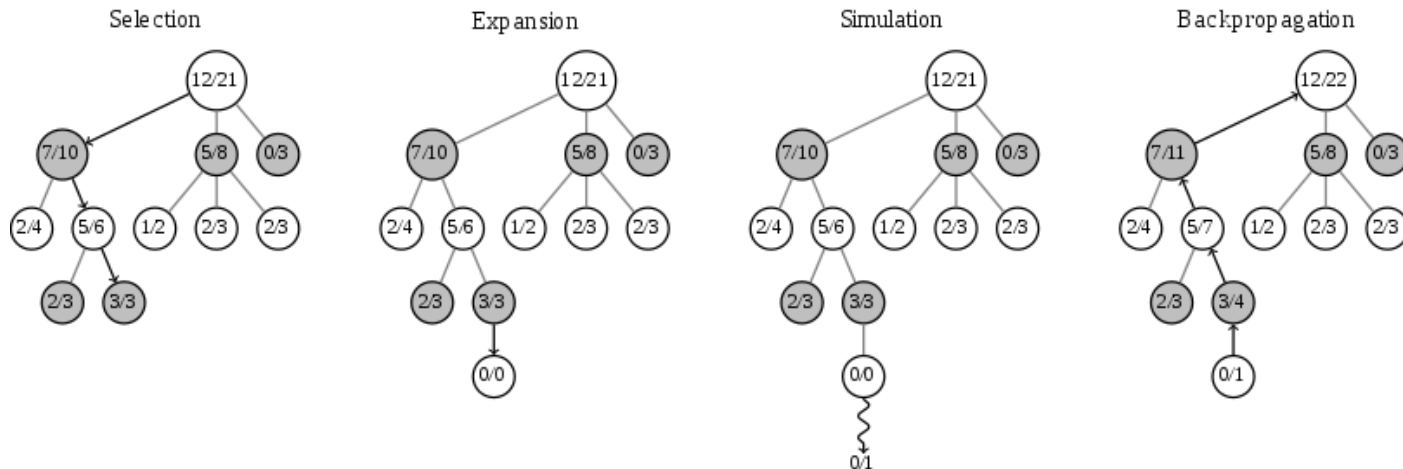 Selection
12/21
7/10 5/8 0/3
2/4 5/6 1/2 2/3 2/3
2/3 3/3
Expansion
12/21
7/10 5/8 0/3
2/4 5/6 1/2 2/3 2/3
2/3 3/3
0/0
Simulation
12/21
7/10 5/8 0/3
2/4 5/6 1/2 2/3 2/3
2/3 3/3
0/0
0/1
Backpropagation
12/22
7/11 5/8 0/3
2/4 5/7 1/2 2/3 2/3
2/3 3/4
0/1